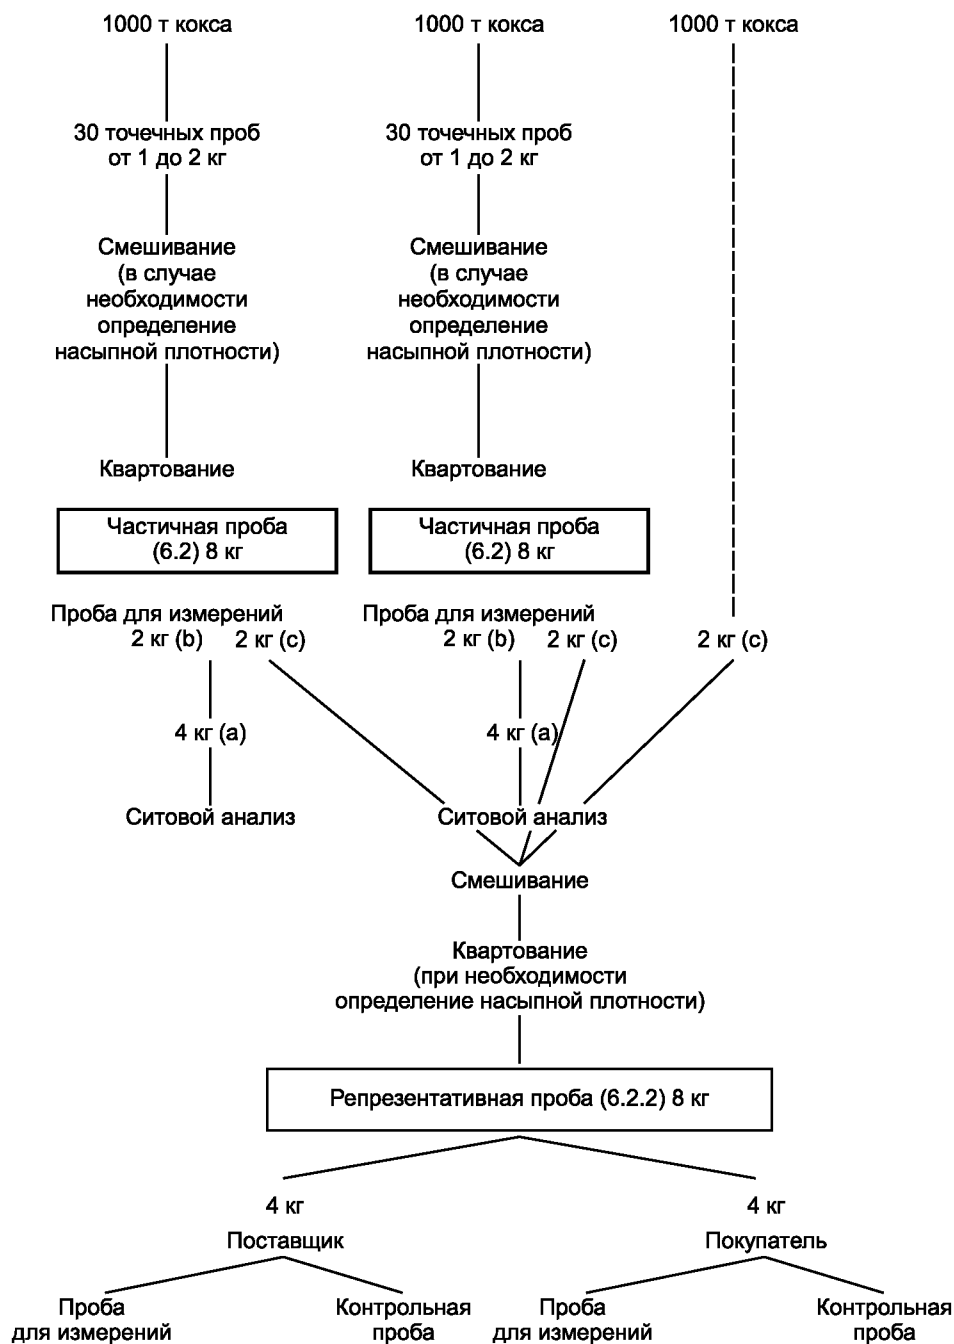 1000 т кокса
1000 т кокса
1000 т кокса
30 точечных проб
от 1 до 2 кг
30 точечных проб
от 1 до 2 кг
Смешивание
(в случае
необходимости
определение
насыпной плотности)
Смешивание
(в случае
необходимости
определение
насыпной плотности)
Квартование
Квартование
Частичная проба
(6.2) 8 кг
Частичная проба
(6.2) 8 кг
Проба для измерений
2 кг (b) 2 кг (c)
Проба для измерений
2 кг (b) 2 кг (c)
2 кг (c)
4 кг (a)
4 кг (a)
Ситовой анализ
Ситовой анализ
Смешивание
Квартование
(при необходимости
определение насыпной плотности)
Репрезентативная проба (6.2.2) 8 кг
4 кг
4 кг
Поставщик
Покупатель
Проба
для измерений
Контрольная
проба
Проба
для измерений
Контрольная
проба